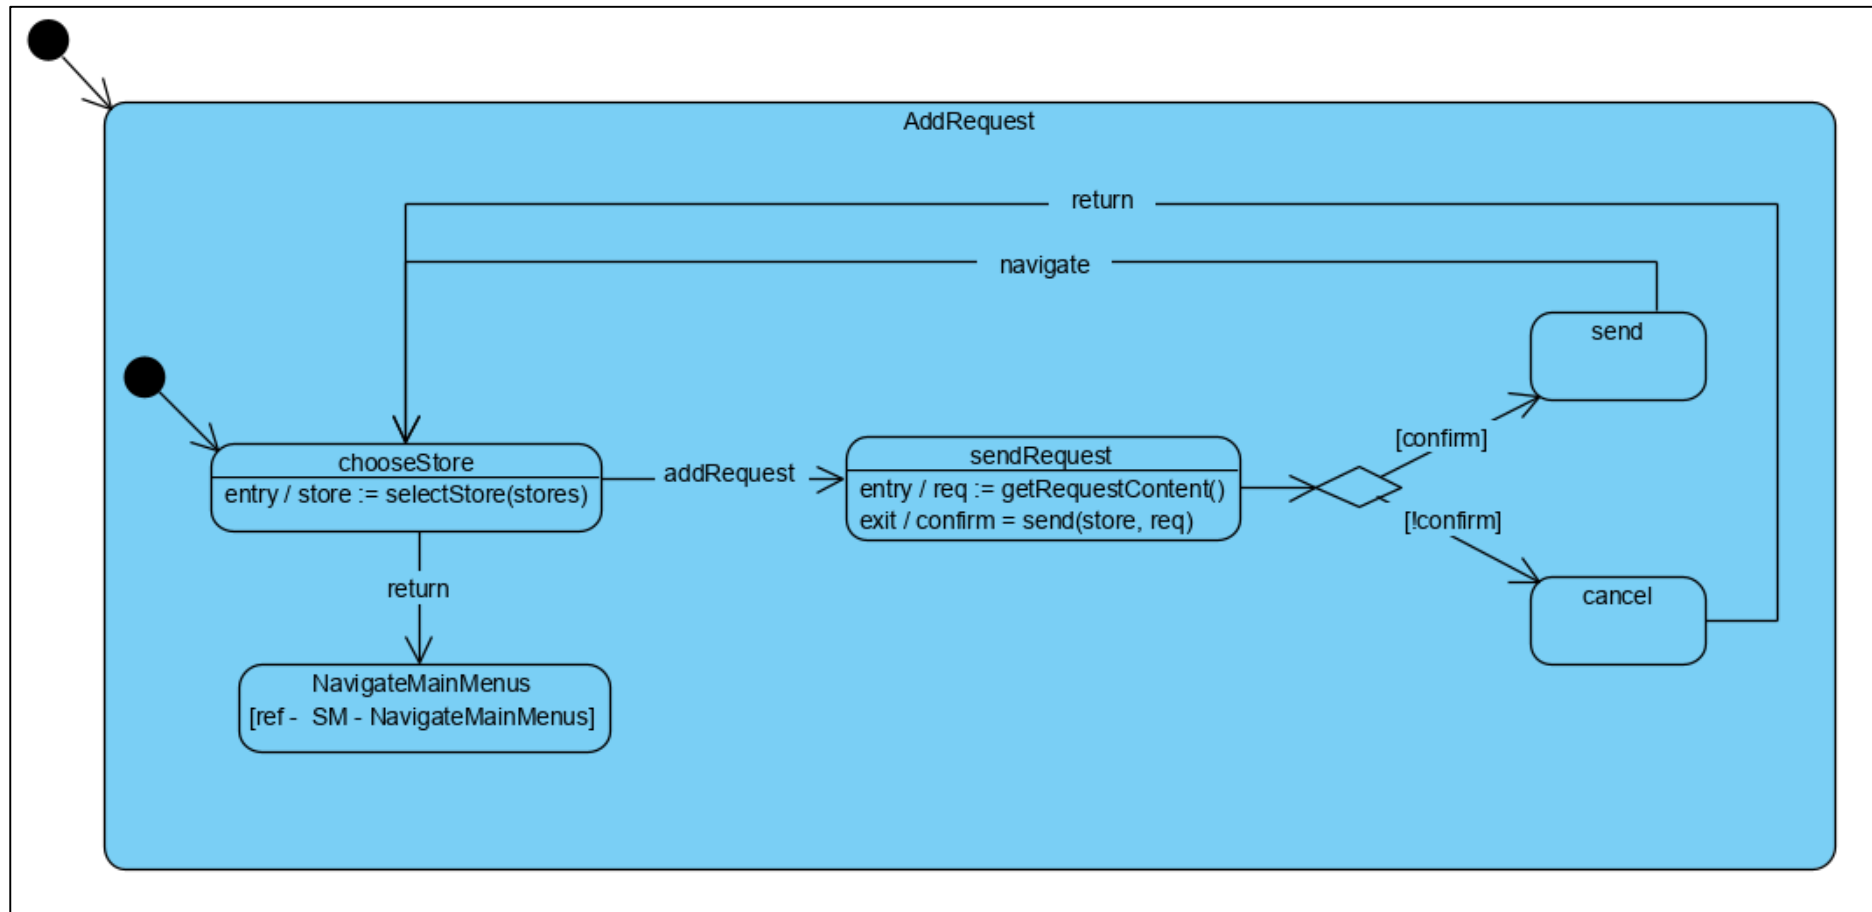 AddRequest
return
navigate
send
[confirm]
chooseStore
entry / store := selectStore(stores)
addRequest
sendRequest
entry / req := getRequestContent()
exit / confirm = send(store, req)
[!confirm]
return
cancel
NavigateMainMenus
[ref -  SM - NavigateMainMenus]